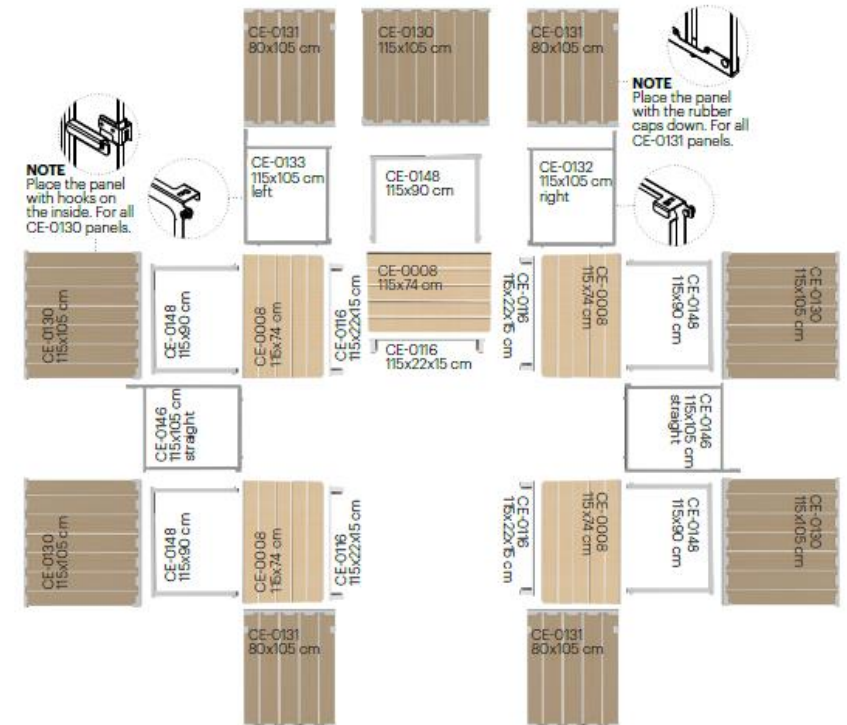 CE-0131
80x105 cm
CE-0130
115x105 cm
CE-0131
80x105 cm
NOTE
Place the panel
with the rubber
caps down. For all
CE-0131 panels.
NOTE
Place the panel
with hooks on
the inside. For all
CE-0130 panels.
CE-0133
115x105 cm
left
CE-0148
115x90 cm
CE-0132
115x105 cm
right
CE-0130
115x105 cm
CE-0148
115x90 cm
CE-0008
115x74 cm
CE-0116
115x22x15 cm
CE-0008
115x74 cm
CE-0116
115x22x15 cm
CE-0116
115x22x15 cm
CE-0008
115x74 cm
CE-0148
115x90 cm
CE-0130
115x105 cm
CE-0146
115x105 cm
straight
CE-0146
115x105 cm
straight
CE-0130
115x105 cm
CE-0148
115x90 cm
CE-0008
115x74 cm
CE-0116
115x22x15 cm
CE-0116
115x22x15 cm
CE-0008
115x74 cm
CE-0148
115x90 cm
CE-0130
115x105 cm
CE-0131
80x105 cm
CE-0131
80x105 cm